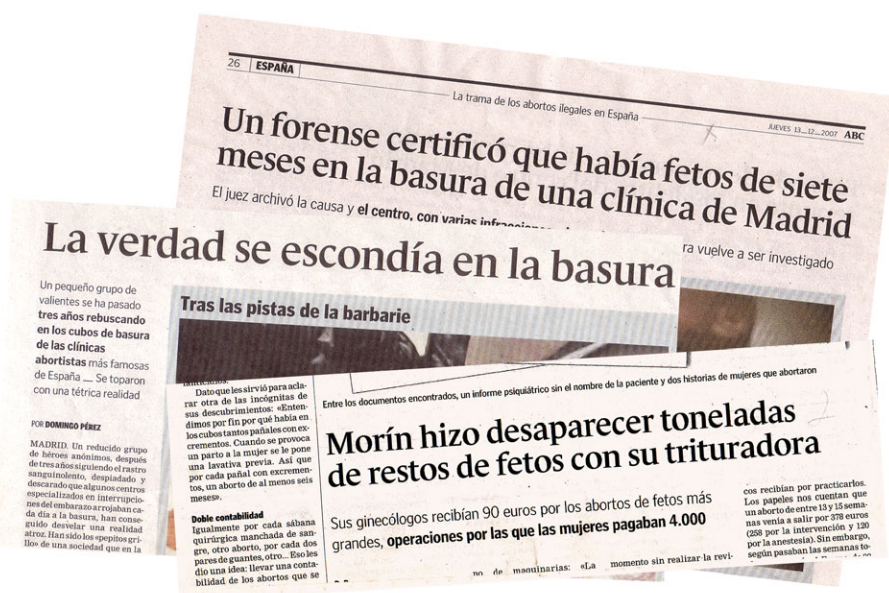 26 ESPAÑA
La trama de los abortos ilegales en España
JUEVES 13_12_2007 ABC
Un forense certificó que había fetos de siete
meses en la basura de una clínica de Madrid
El juez archivó la causa y el centro, con varias
ra vuelve a ser investigado
La verdad se escondía en la basura
Un pequeño grupo de
valientes se ha pasado
tres años rebuscando
en los cubos de basura
de las clínicas
abortistas más famosas
de España __ Se toparon
con una tétrica realidad
POR DOMINGO PÉREZ
MADRID. Un reducido grupo
de héroes anónimos, después
de tres años siguiendo el rastro
sanguinolento, despiadado y
descarado que algunos centros
especializados en interrupcio-
nes del embarazo arrojaban ca-
da día a la basura, han conse-
guido desvelar una realidad
atroz. Han sido los «pepitos gri-
llo» de una sociedad que en la
Tras las pistas de la barbarie
Dato que les sirvió para acla-
rar otra de las incógnitas de
sus descubrimientos: «Enten-
dimos por fin por qué había en
los cubos tantos pañales con ex-
crementos. Cuando se provoca
un parto a la mujer se le pone
una lavativa previa. Así que
por cada pañal con excremen-
tos, un aborto de al menos seis
meses».
Doble contabilidad
Igualmente por cada sábana
quirúrgica manchada de san-
gre, otro aborto, por cada dos
pares de guantes, otro... Eso les
dio una idea: llevar una conta-
bilidad de los abortos que se
Entre los documentos encontrados, un informe psiquiátrico sin el nombre de la paciente y dos historias de mujeres que abortaron
Morín hizo desaparecer toneladas
de restos de fetos con su trituradora
Sus ginecólogos recibían 90 euros por los abortos de fetos más
grandes, operaciones por las que las mujeres pagaban 4.000
no de maquinarias: «La
momento sin realizar la revi-
cos recibían por practicarlos.
Los papeles nos cuentan que
un aborto de entre 13 y 15 sema-
nas venía a salir por 378 euros
(258 por la intervención y 120
por la anestesia). Sin embargo,
según pasaban las semanas to-